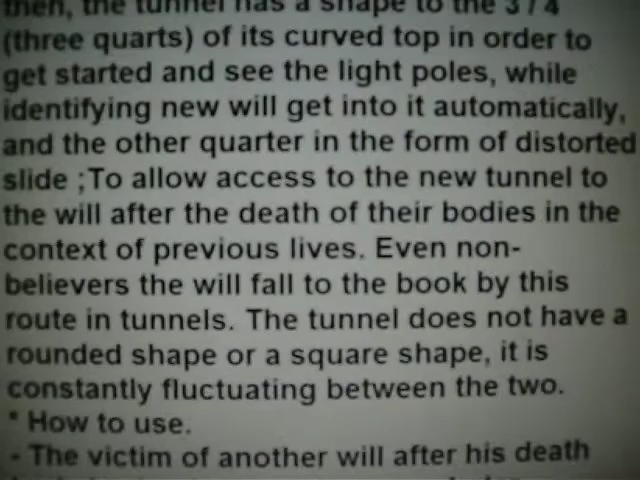 then, the tunnel has a shape to the 3 / 4
(three quarts) of its curved top in order to
get started and see the light poles, while
identifying new will get into it automatically,
and the other quarter in the form of distorted
slide ;To allow access to the new tunnel to
the will after the death of their bodies in the
context of previous lives. Even non-
believers the will fall to the book by this
route in tunnels. The tunnel does not have a
rounded shape or a square shape, it is
constantly fluctuating between the two.
* How to use.
- The victim of another will after his death